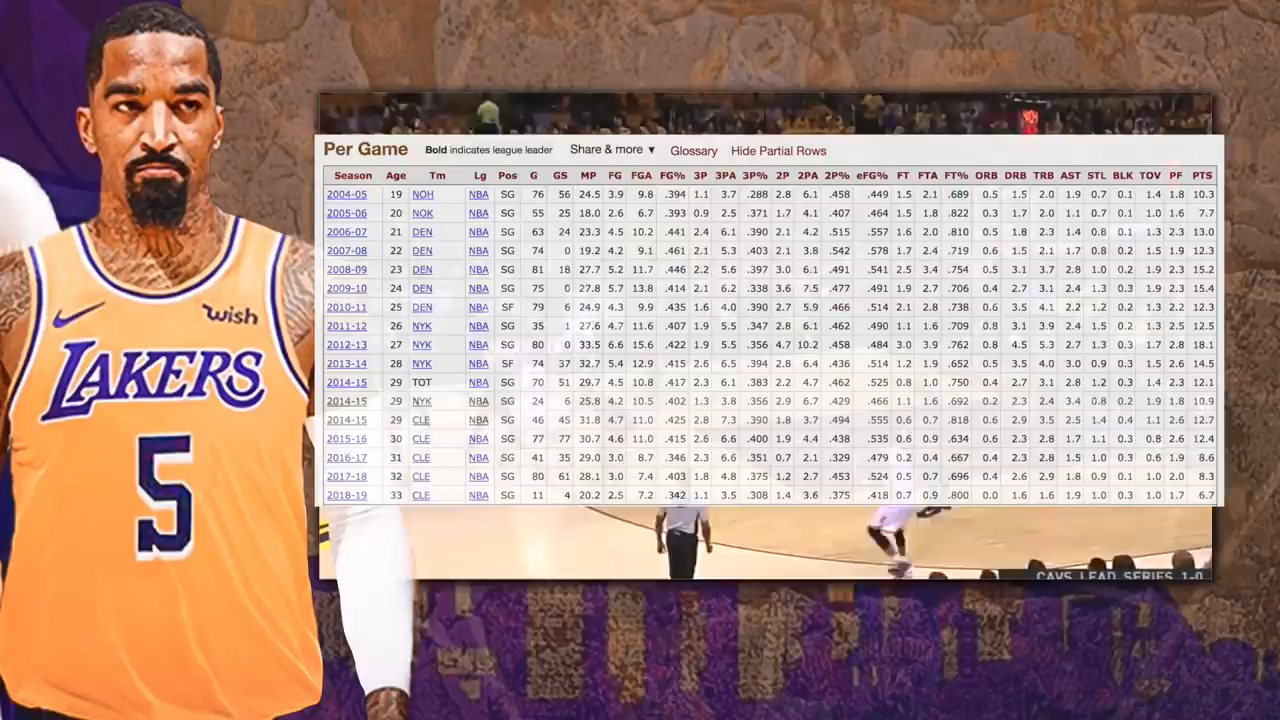 Per Game Bold indicates league leader Share & more ▼ Glossary Hide Partial Rows
Season Age Tm Lg Pos G GS MP FG FGA FG% 3P 3PA 3P% 2P 2PA 2P% eFG% FT FTA FT% ORB DRB TRB AST STL BLK TOV PF PTS
2004-05 19 NOH NBA SG 76 56 24.5 3.9 9.8 .394 1.1 3.7 .288 2.8 6.1 .458 .449 1.5 2.1 .689 0.5 1.5 2.0 1.9 0.7 0.1 1.4 1.8 10.3
2005-06 20 NOK NBA SG 55 25 18.0 2.6 6.7 .393 0.9 2.5 .371 1.7 4.1 .407 .464 1.5 1.8 .822 0.3 1.7 2.0 1.1 0.7 0.1 1.0 1.6 7.7
2006-07 21 DEN NBA SG 63 24 23.3 4.5 10.2 .441 2.4 6.1 .390 2.1 4.2 .515 .557 1.6 2.0 .810 0.5 1.8 2.3 1.4 0.8 0.1 1.3 2.3 13.0
2007-08 22 DEN NBA SG 74 0 19.2 4.2 9.1 .461 2.1 5.3 .403 2.1 3.8 .542 .578 1.7 2.4 .719 0.6 1.5 2.1 1.7 0.8 0.2 1.5 1.9 12.3
2008-09 23 DEN NBA SG 81 18 27.7 5.2 11.7 .446 2.2 5.6 .397 3.0 6.1 .491 .541 2.5 3.4 .754 0.6 3.1 3.7 2.8 1.0 0.2 1.9 2.3 15.2
2009-10 24 DEN NBA SG 75 0 27.8 5.7 13.8 .414 2.1 6.2 .338 3.6 7.5 .477 .491 1.9 2.7 .706 0.4 2.7 3.1 2.4 1.3 0.3 1.9 2.3 15.4
2010-11 25 DEN NBA SF 79 6 24.9 4.3 9.9 .435 1.6 4.0 .390 2.7 5.9 .466 .514 2.1 2.8 .738 0.6 3.5 4.1 2.2 1.2 0.2 1.3 2.2 12.3
2011-12 26 NYK NBA SG 35 1 27.6 4.7 11.6 .407 1.9 5.5 .347 2.8 6.1 .462 .490 1.1 1.6 .709 0.8 3.1 3.9 2.4 1.5 0.2 1.3 2.5 12.5
2012-13 27 NYK NBA SG 80 0 33.5 6.6 15.6 .422 1.9 5.5 .356 4.7 10.2 .458 .484 3.0 3.9 .762 0.8 4.5 5.3 2.7 1.3 0.3 1.7 2.8 18.1
2013-14 28 NYK NBA SF 74 37 32.7 5.4 12.9 .415 2.6 6.5 .394 2.8 6.4 .436 .514 1.2 1.9 .652 0.5 3.5 4.0 3.0 0.9 0.3 1.5 2.6 14.5
2014-15 29 TOT NBA SG 70 51 29.7 4.5 10.8 .417 2.3 6.1 .383 2.2 4.7 .462 .525 0.8 1.0 .750 0.4 2.7 3.1 2.8 1.2 0.3 1.4 2.3 12.1
2014-15 29 NYK NBA SG 24 6 25.8 4.2 10.5 .402 1.3 3.8 .356 2.9 6.7 .429 .466 1.1 1.6 .692 0.2 2.3 2.4 3.4 0.8 0.2 1.9 1.8 10.9
2014-15 29 CLE NBA SG 46 45 31.8 4.7 11.0 .425 2.8 7.3 .390 1.8 3.7 .494 .555 0.6 0.7 .818 0.6 2.9 3.5 2.5 1.4 0.4 1.1 2.6 12.7
2015-16 30 CLE NBA SG 77 77 30.7 4.6 11.0 .415 2.6 6.6 .400 1.9 4.4 .438 .535 0.6 0.9 .634 0.6 2.3 2.8 1.7 1.1 0.3 0.8 2.6 12.4
2016-17 31 CLE NBA SG 41 35 29.0 3.0 8.7 .346 2.3 6.6 .351 0.7 2.1 .329 .479 0.2 0.4 .667 0.4 2.3 2.8 1.5 1.0 0.3 0.6 1.9 8.6
2017-18 32 CLE NBA SG 80 61 28.1 3.0 7.4 .403 1.8 4.8 .375 1.2 2.7 .453 .524 0.5 0.7 .696 0.4 2.6 2.9 1.8 0.9 0.1 1.0 2.0 8.3
2018-19 33 CLE NBA SG 11 4 20.2 2.5 7.2 .342 1.1 3.5 .308 1.4 3.6 .375 .418 0.7 0.9 .800 0.0 1.6 1.6 1.9 1.0 0.3 1.0 1.7 6.7
wish
LAKERS
5
CAVS LEAD SERIES 1-0